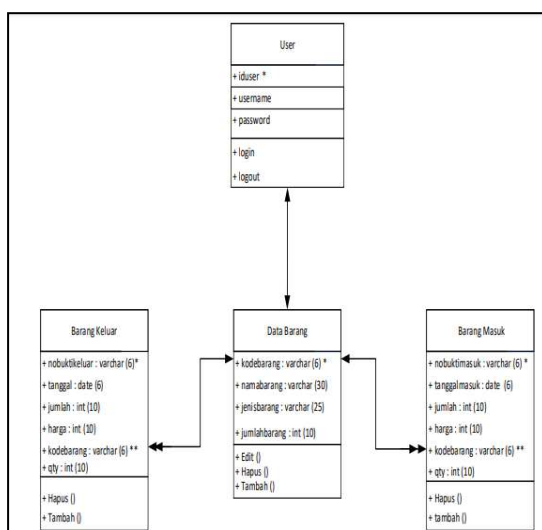 User
+ iduser *
+ username
+ password
+ login
+ logout
Barang Keluar
+ nobuktikeluar : varchar (6)*
+ tanggal : date (6)
+ jumlah : int (10)
+ harga : int (10)
+ kodebarang : varchar (6) **
+ qty : int (10)
+ Hapus ()
+ Tambah ()
Data Barang
+ kodebarang : varchar (6) *
+ namabarang : varchar (30)
+ jenisbarang : varchar (25)
+ jumlahbarang : int (10)
+ Edit ()
+ Hapus ()
+ Tambah ()
Barang Masuk
+ nobuktimasuk : varchar (6) *
+ tanggalmasuk : date (6)
+ jumlah : int (10)
+ harga : int (10)
+ kodebarang : varchar (6) **
+ qty : int (10)
+ Hapus ()
+ tambah ()